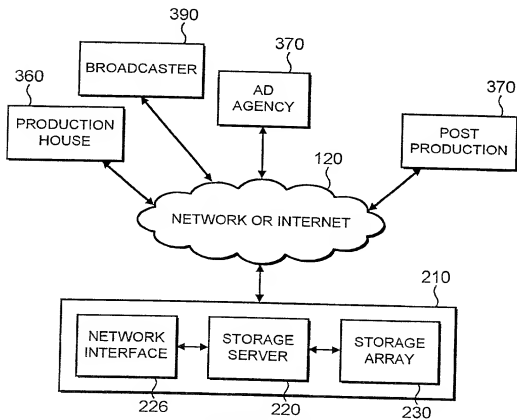 390
BROADCASTER
370
AD
AGENCY
360
PRODUCTION
HOUSE
370
POST
PRODUCTION
120
NETWORK OR INTERNET
210
NETWORK
INTERFACE
STORAGE
SERVER
STORAGE
ARRAY
226
220
230